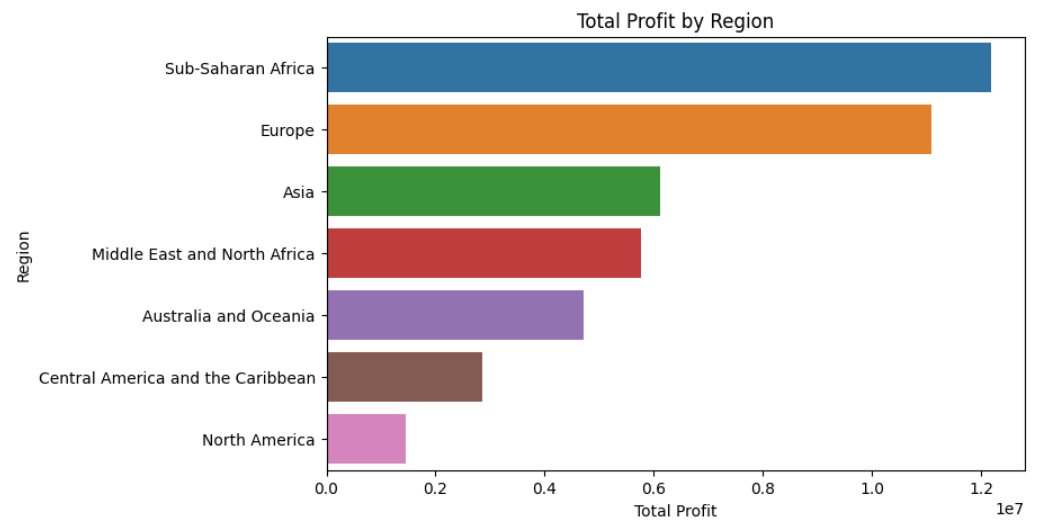 Total Profit by Region
Sub-Saharan Africa
Europe
Asia
Middle East and North Africa
Australia and Oceania
Central America and the Caribbean
North America
Region
0.0 0.2 0.4 0.6 0.8 1.0 1.2
1e7
Total Profit